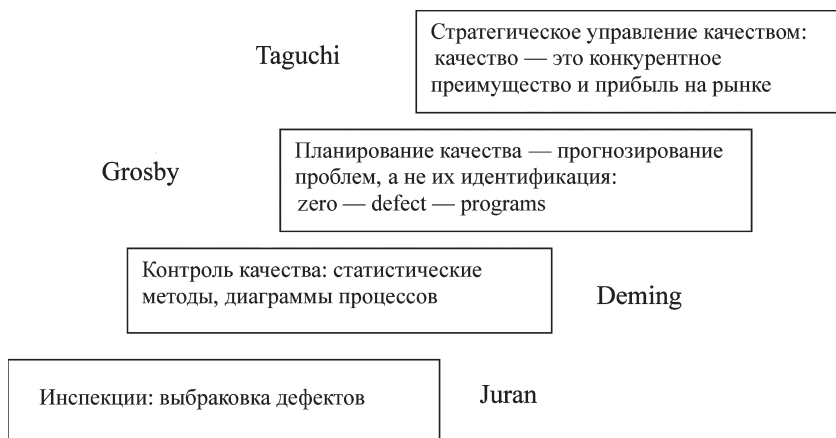 Taguchi
Стратегическое управление качеством:
качество — это конкурентное
преимущество и прибыль на рынке
Grosby
Планирование качества — прогнозирование
проблем, а не их идентификация:
zero — defect — programs
Контроль качества: статистические
методы, диаграммы процессов
Deming
Инспекции: выбраковка дефектов
Juran